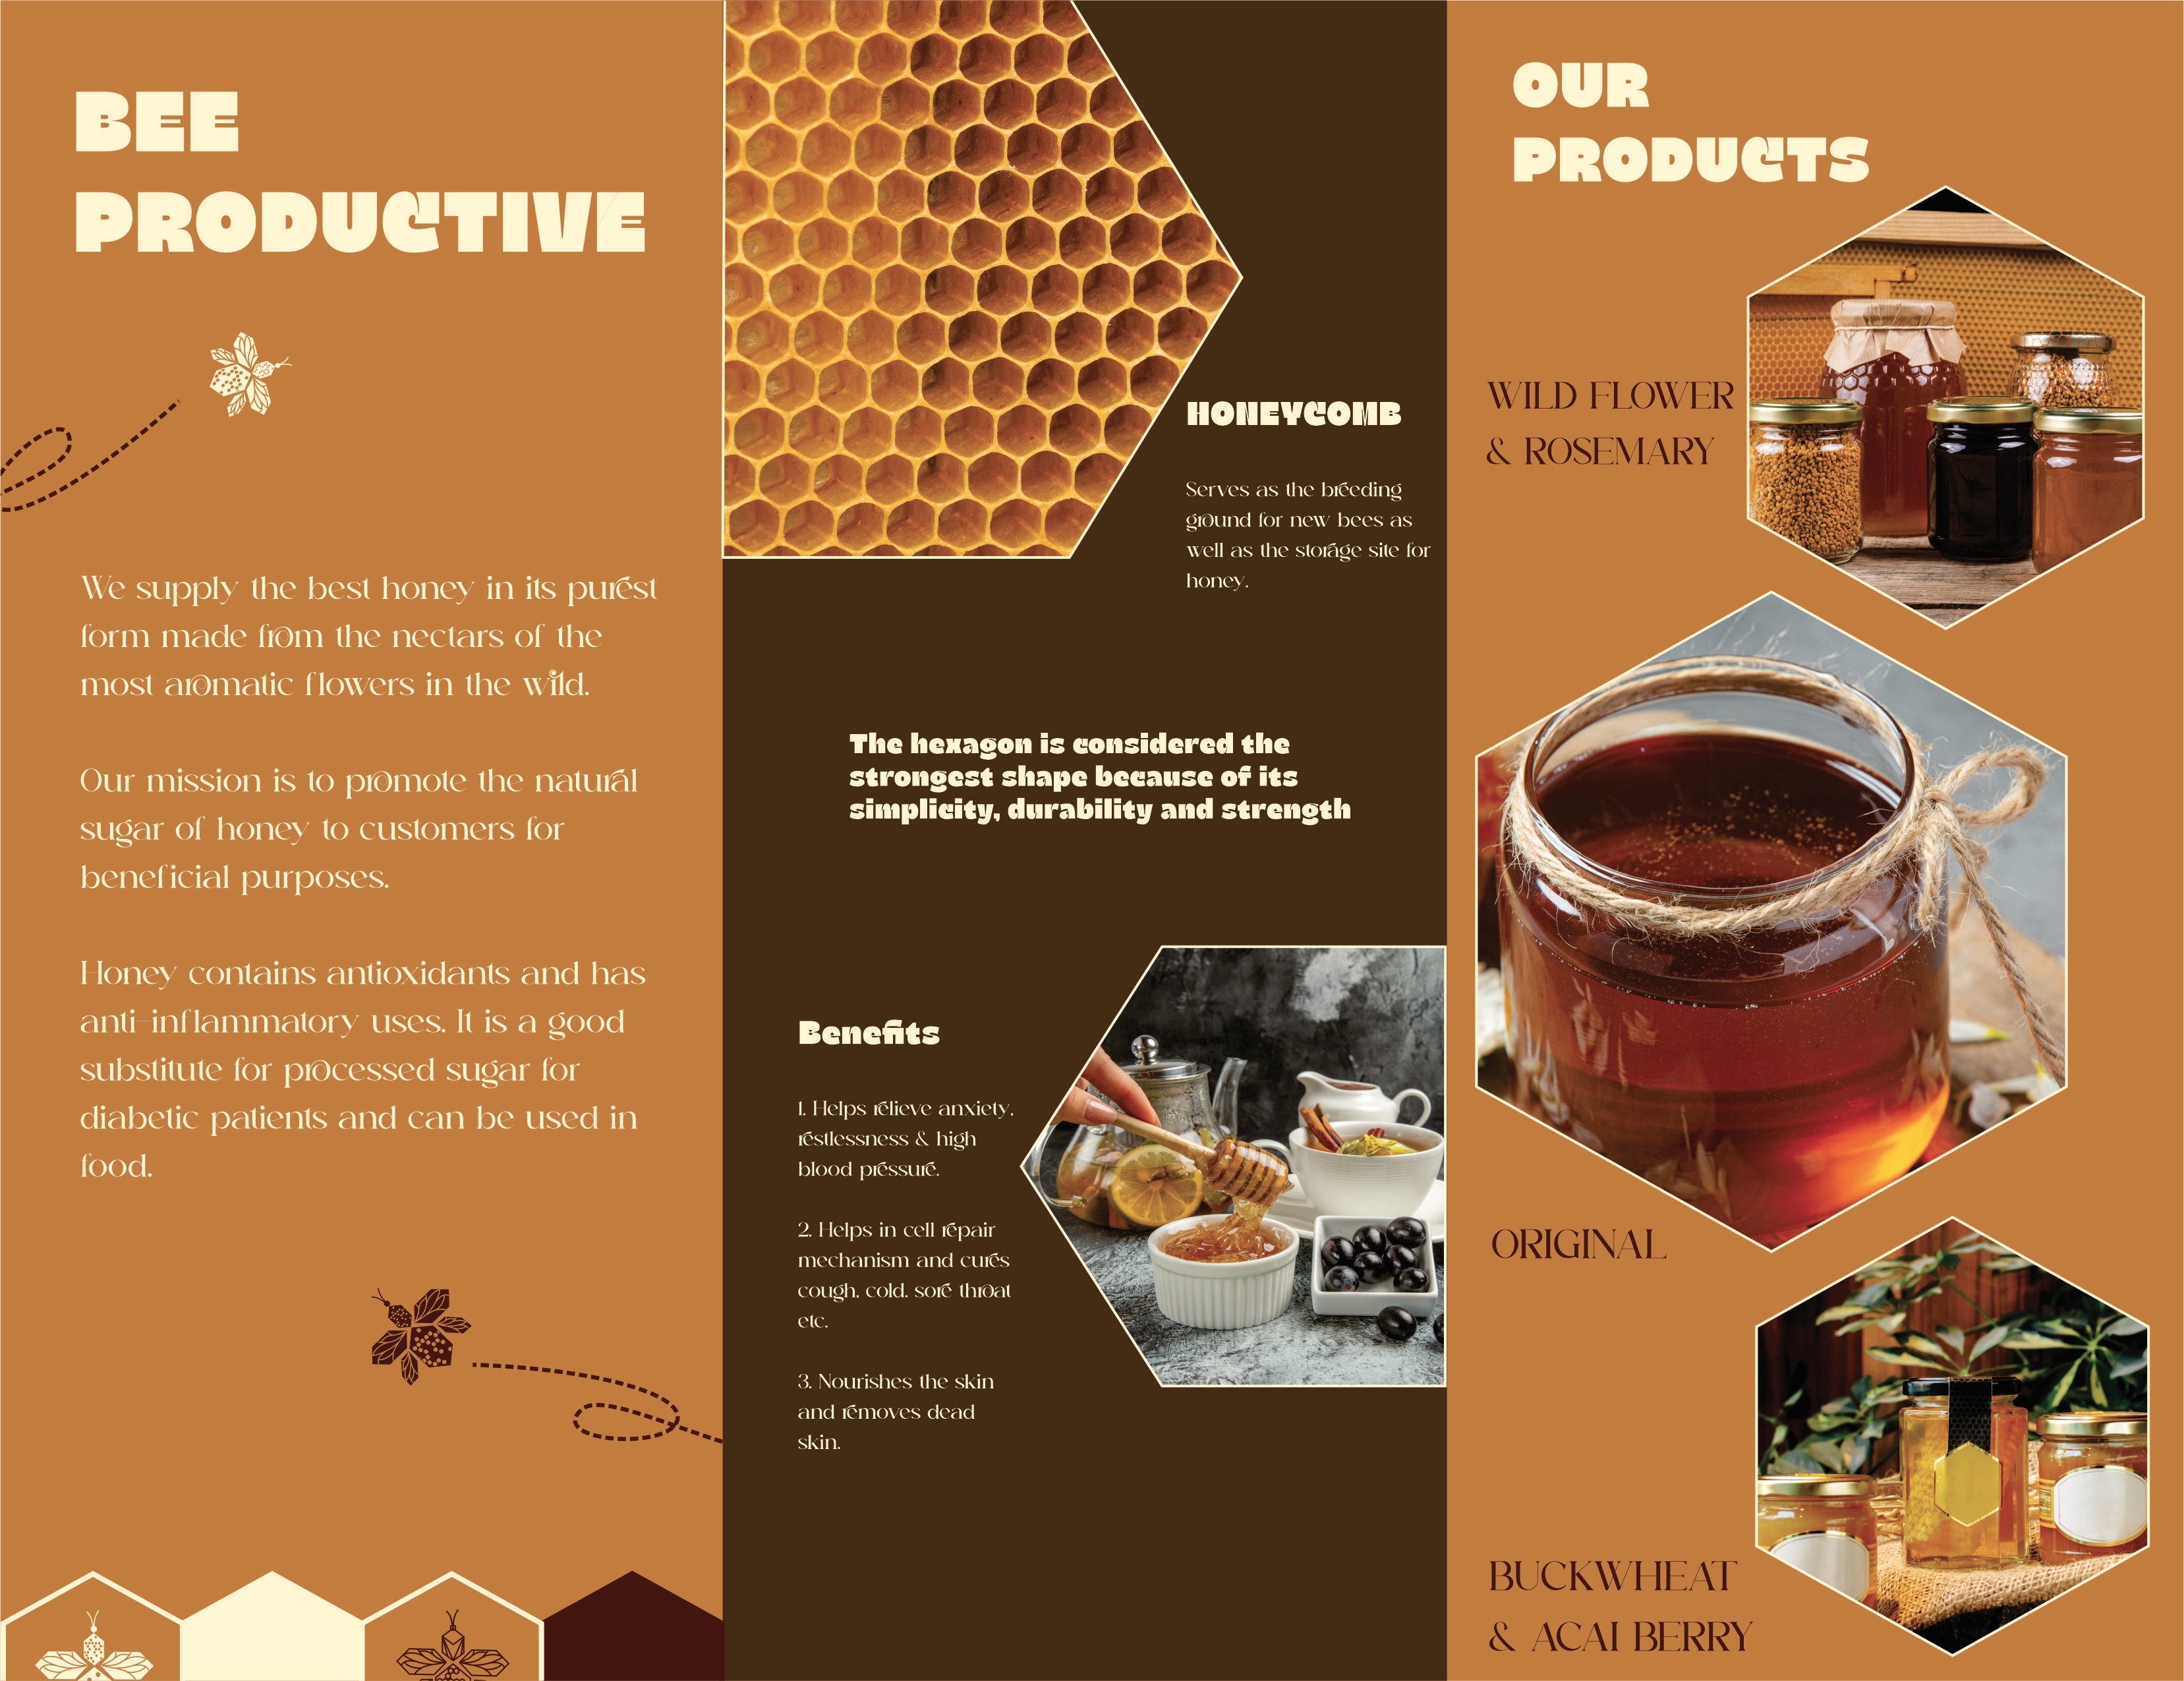 BEE
PRODUCTIVE
We supply the best honey in its purest
form made from the nectars of the
most aromatic flowers in the wild.
Our mission is to promote the natural
sugar of honey to customers for
beneficial purposes.
Honey contains antioxidants and has
anti-inflammatory uses. It is a good
substitute for processed sugar for
diabetic patients and can be used in
food.
HONEYCOMB
Serves as the breeding
ground for new bees as
well as the storage site for
honey.
The hexagon is considered the
strongest shape because of its
simplicity, durability and strength
Benefits
1. Helps relieve anxiety,
restlessness & high
blood pressure.
2. Helps in cell repair
mechanism and cures
cough, cold, sore throat
etc.
3. Nourishes the skin
and removes dead
skin.
OUR
PRODUCTS
WILD FLOWER
& ROSEMARY
ORIGINAL
BUCKWHEAT
& ACAI BERRY